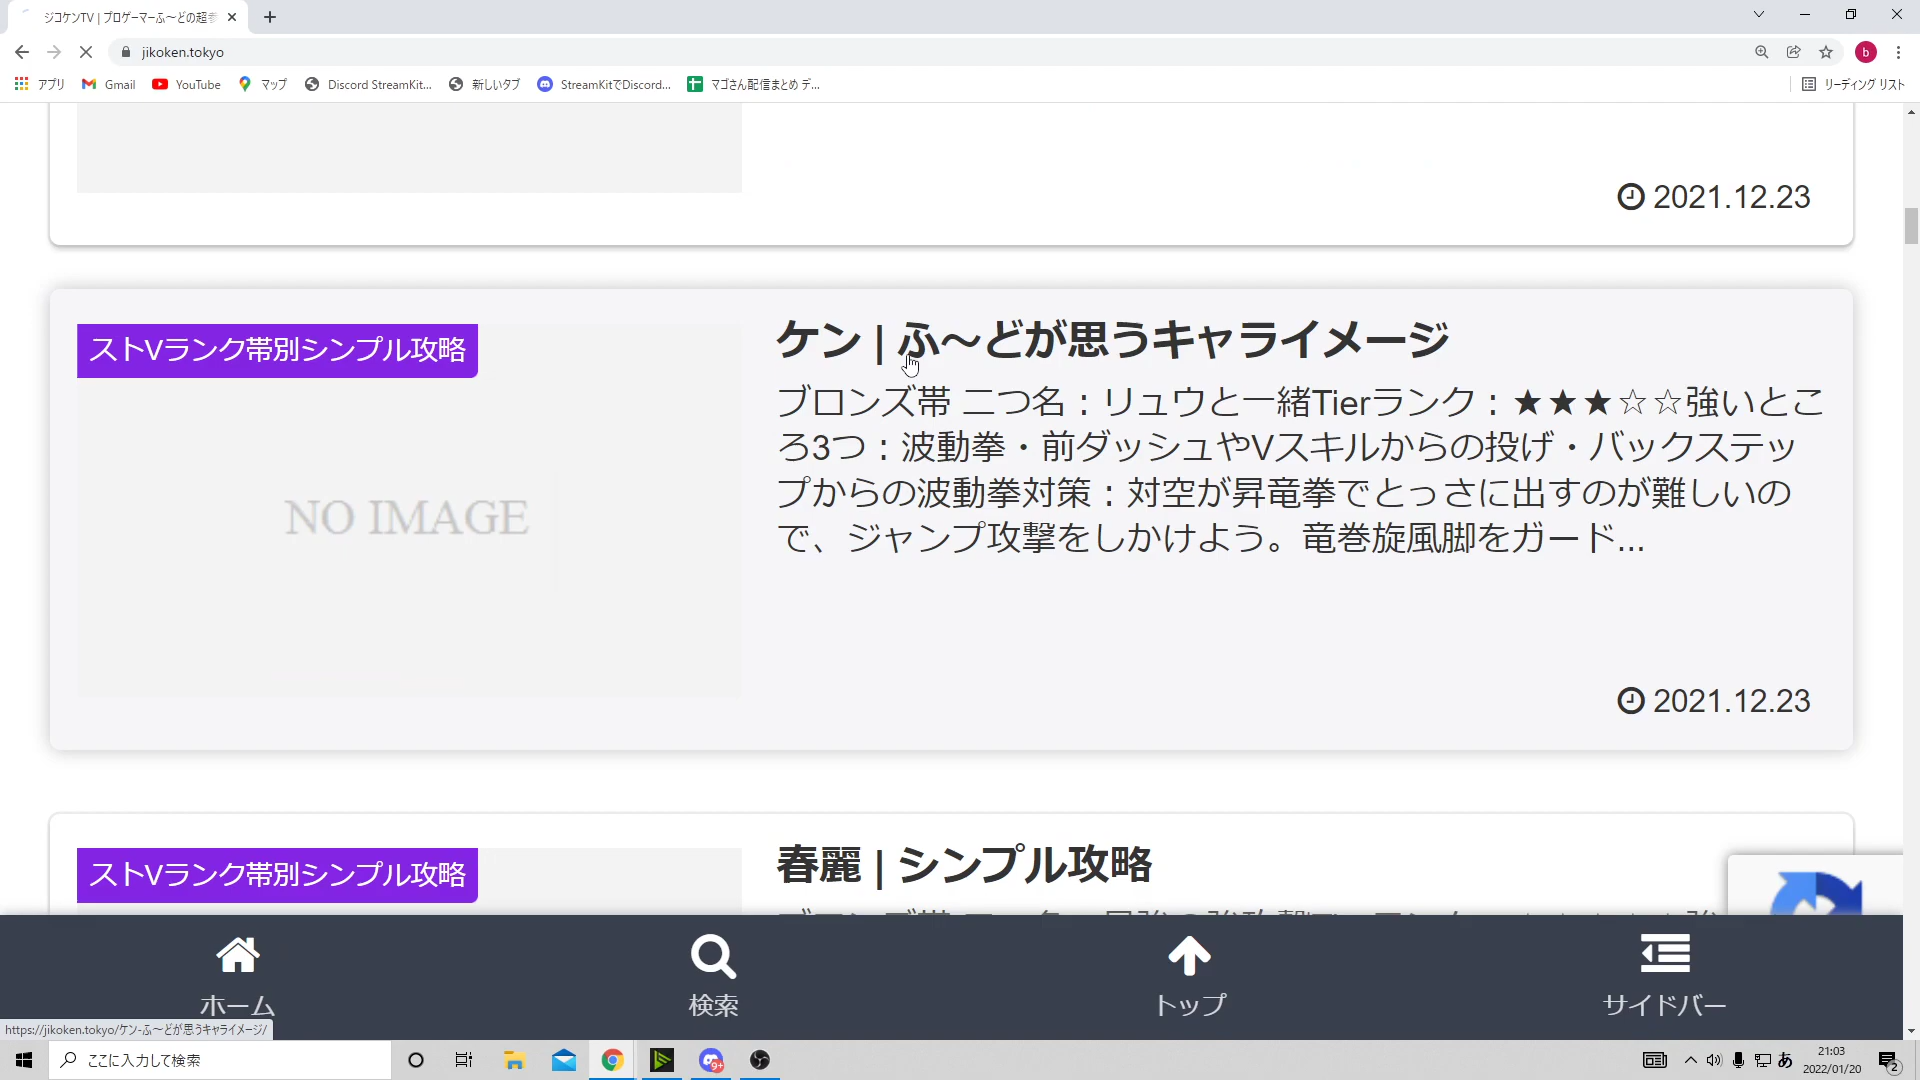 ジコケンTV | プロゲーマーふ〜どの超
jikoken.tokyo
b
アプリ
Gmail
YouTube
マップ
Discord StreamKit...
新しいタブ
StreamKitでDiscord...
マゴさん配信まとめ デ...
リーディング リスト
2021.12.23
ストVランク帯別シンプル攻略
ケン | ふ〜どが思うキャライメージ
ブロンズ帯 二つ名：リュウと一緒Tierランク：★★★☆☆強いとこ
ろ3つ：波動拳・前ダッシュやVスキルからの投げ・バックステッ
プからの波動拳対策：対空が昇竜拳でとっさに出すのが難しいの
で、ジャンプ攻撃をしかけよう。竜巻旋風脚をガード...
NO IMAGE
2021.12.23
ストVランク帯別シンプル攻略
春麗 | シンプル攻略
ホーム
検索
トップ
サイドバー
https://jikoken.tokyo/ケン-ふ〜どが思うキャライメージ/
ここに入力して検索
9+
あ
21:03
2022/01/20
2